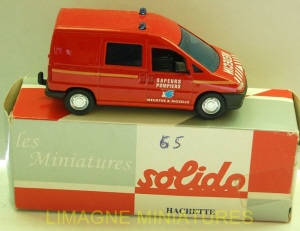 SAPEURS
POMPIERS
MEURTHE & MOSELLE
65
les
Miniatures
solido
HACHETTE
LIMAGNE MINIATURES